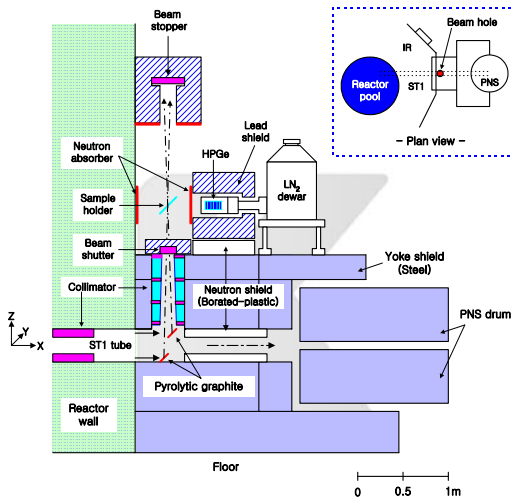 Beam
stopper
Beam hole
IR
Reactor
pool
ST1
PNS
– Plan view –
Lead
shield
Neutron
absorber
HPGe
LN2
dewar
Sample
holder
Beam
shutter
Yoke shield
(Steel)
Collimator
Neutron shield
(Borated-plastic)
PNS drum
Z
Y
X
ST1 tube
Pyrolytic graphite
Reactor
wall
Floor
0 0.5 1m